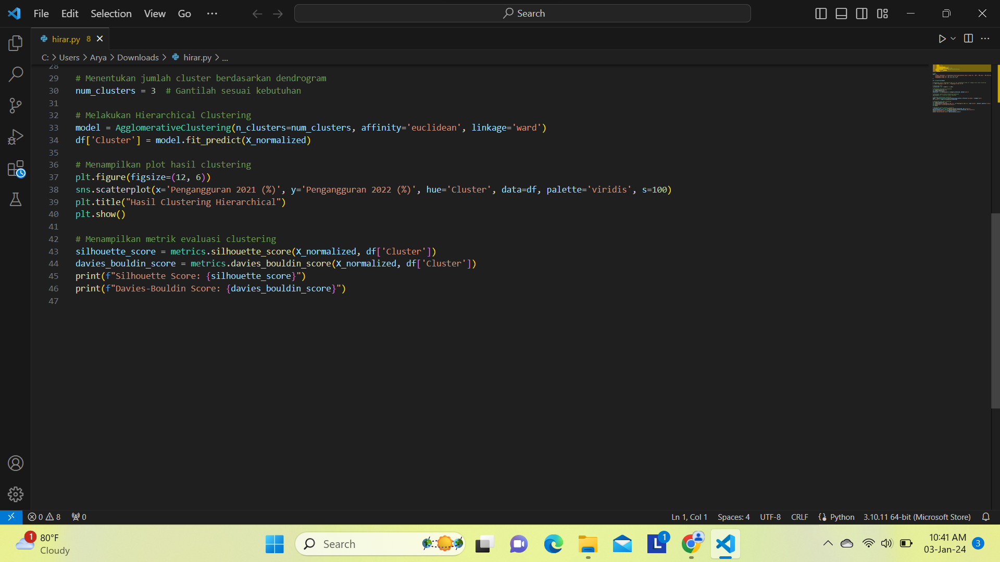 File Edit Selection View Go ··· Search
hirar.py 8
C: > Users > Arya > Downloads > hirar.py > ...
28
29 # Menentukan jumlah cluster berdasarkan dendrogram
30 num_clusters = 3  # Gantilah sesuai kebutuhan
31
32 # Melakukan Hierarchical Clustering
33 model = AgglomerativeClustering(n_clusters=num_clusters, affinity='euclidean', linkage='ward')
34 df['Cluster'] = model.fit_predict(X_normalized)
35
36 # Menampilkan plot hasil clustering
37 plt.figure(figsize=(12, 6))
38 sns.scatterplot(x='Pengangguran 2021 (%)', y='Pengangguran 2022 (%)', hue='Cluster', data=df, palette='viridis', s=100)
39 plt.title("Hasil Clustering Hierarchical")
40 plt.show()
41
42 # Menampilkan metrik evaluasi clustering
43 silhouette_score = metrics.silhouette_score(X_normalized, df['Cluster'])
44 davies_bouldin_score = metrics.davies_bouldin_score(X_normalized, df['Cluster'])
45 print(f"Silhouette Score: {silhouette_score}")
46 print(f"Davies-Bouldin Score: {davies_bouldin_score}")
47
0 8 0 Ln 1, Col 1 Spaces: 4 UTF-8 CRLF Python 3.10.11 64-bit (Microsoft Store)
1 80°F
Cloudy
Search
L 1
10:41 AM
03-Jan-24
3